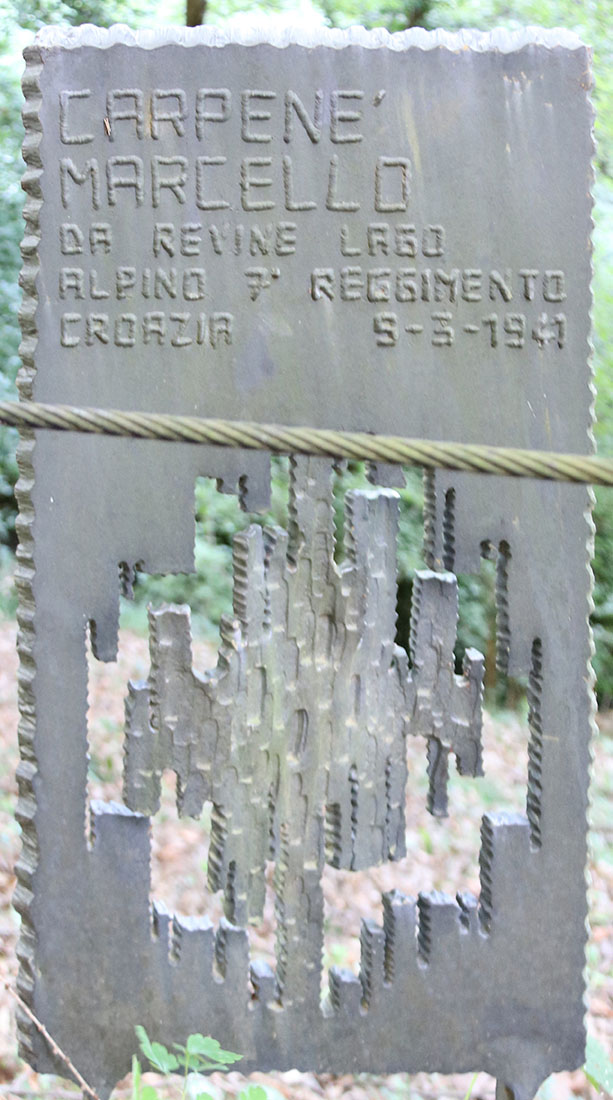 CARPENE'
MARCELLO
DA REVINE LAGO
ALPINO 7° REGGIMENTO
CROAZIA 9-3-1941